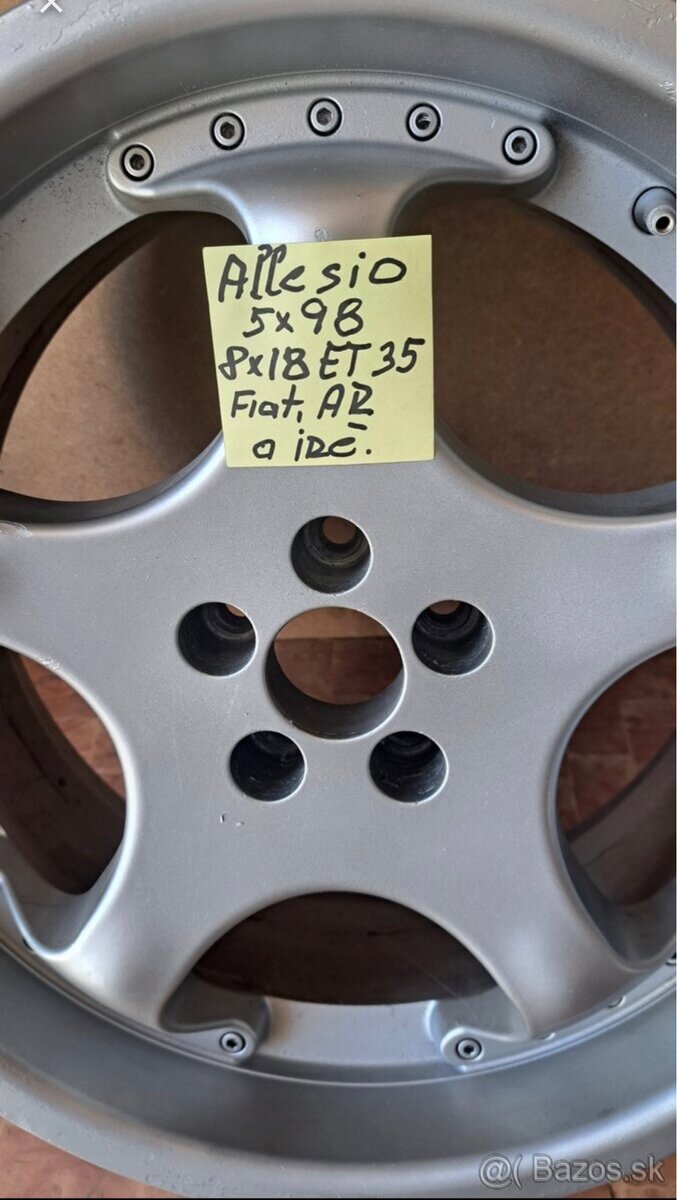 Allesio
5x98
8x18 ET 35
Fiat, AR
a iné.
@( Bazos.sk